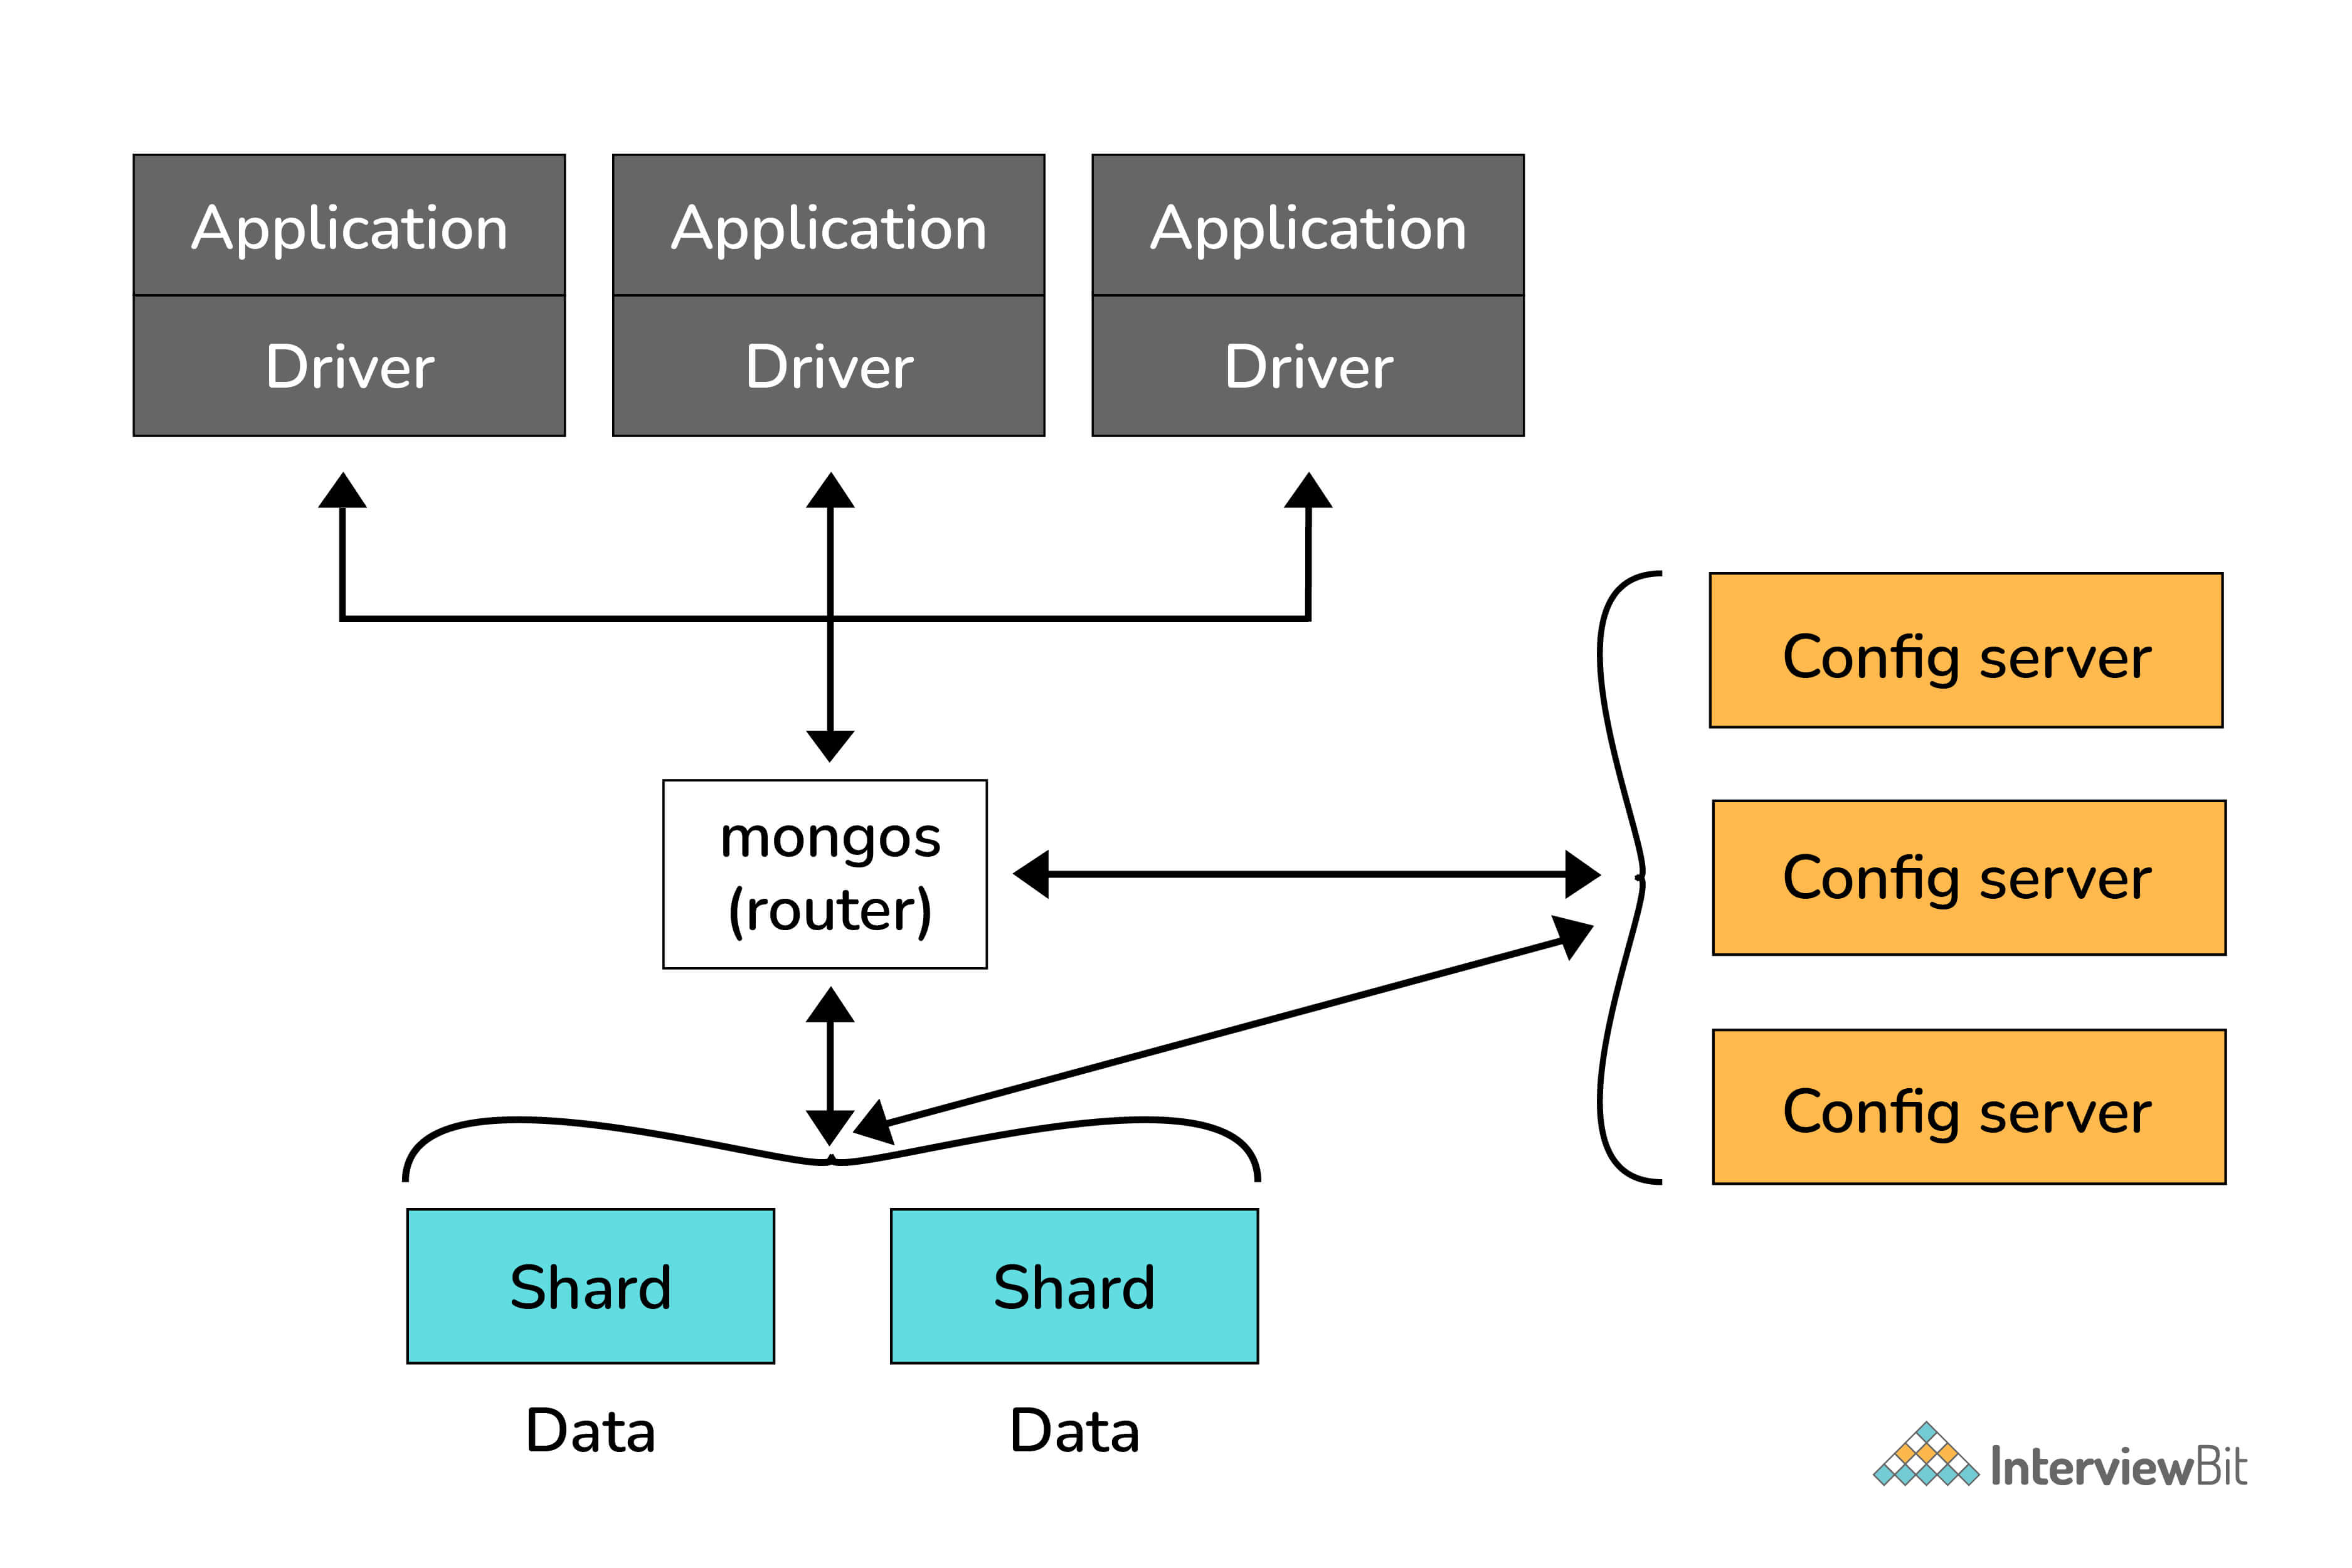 Application
Application
Application
Driver
Driver
Driver
Config server
mongos
(router)
Config server
Config server
Shard
Shard
Data
Data
InterviewBit